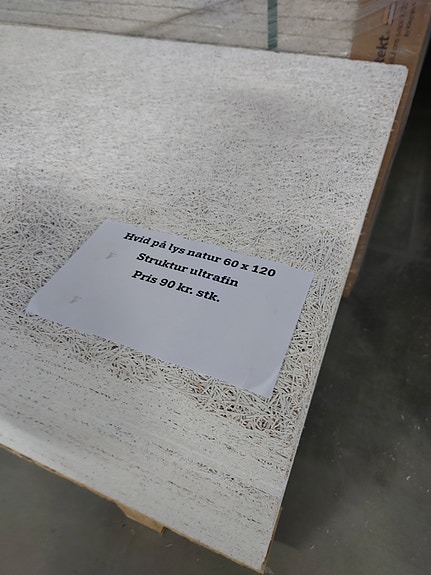 Hvid på lys natur 60 x 120
Struktur ultrafin
Pris 90 kr. stk.